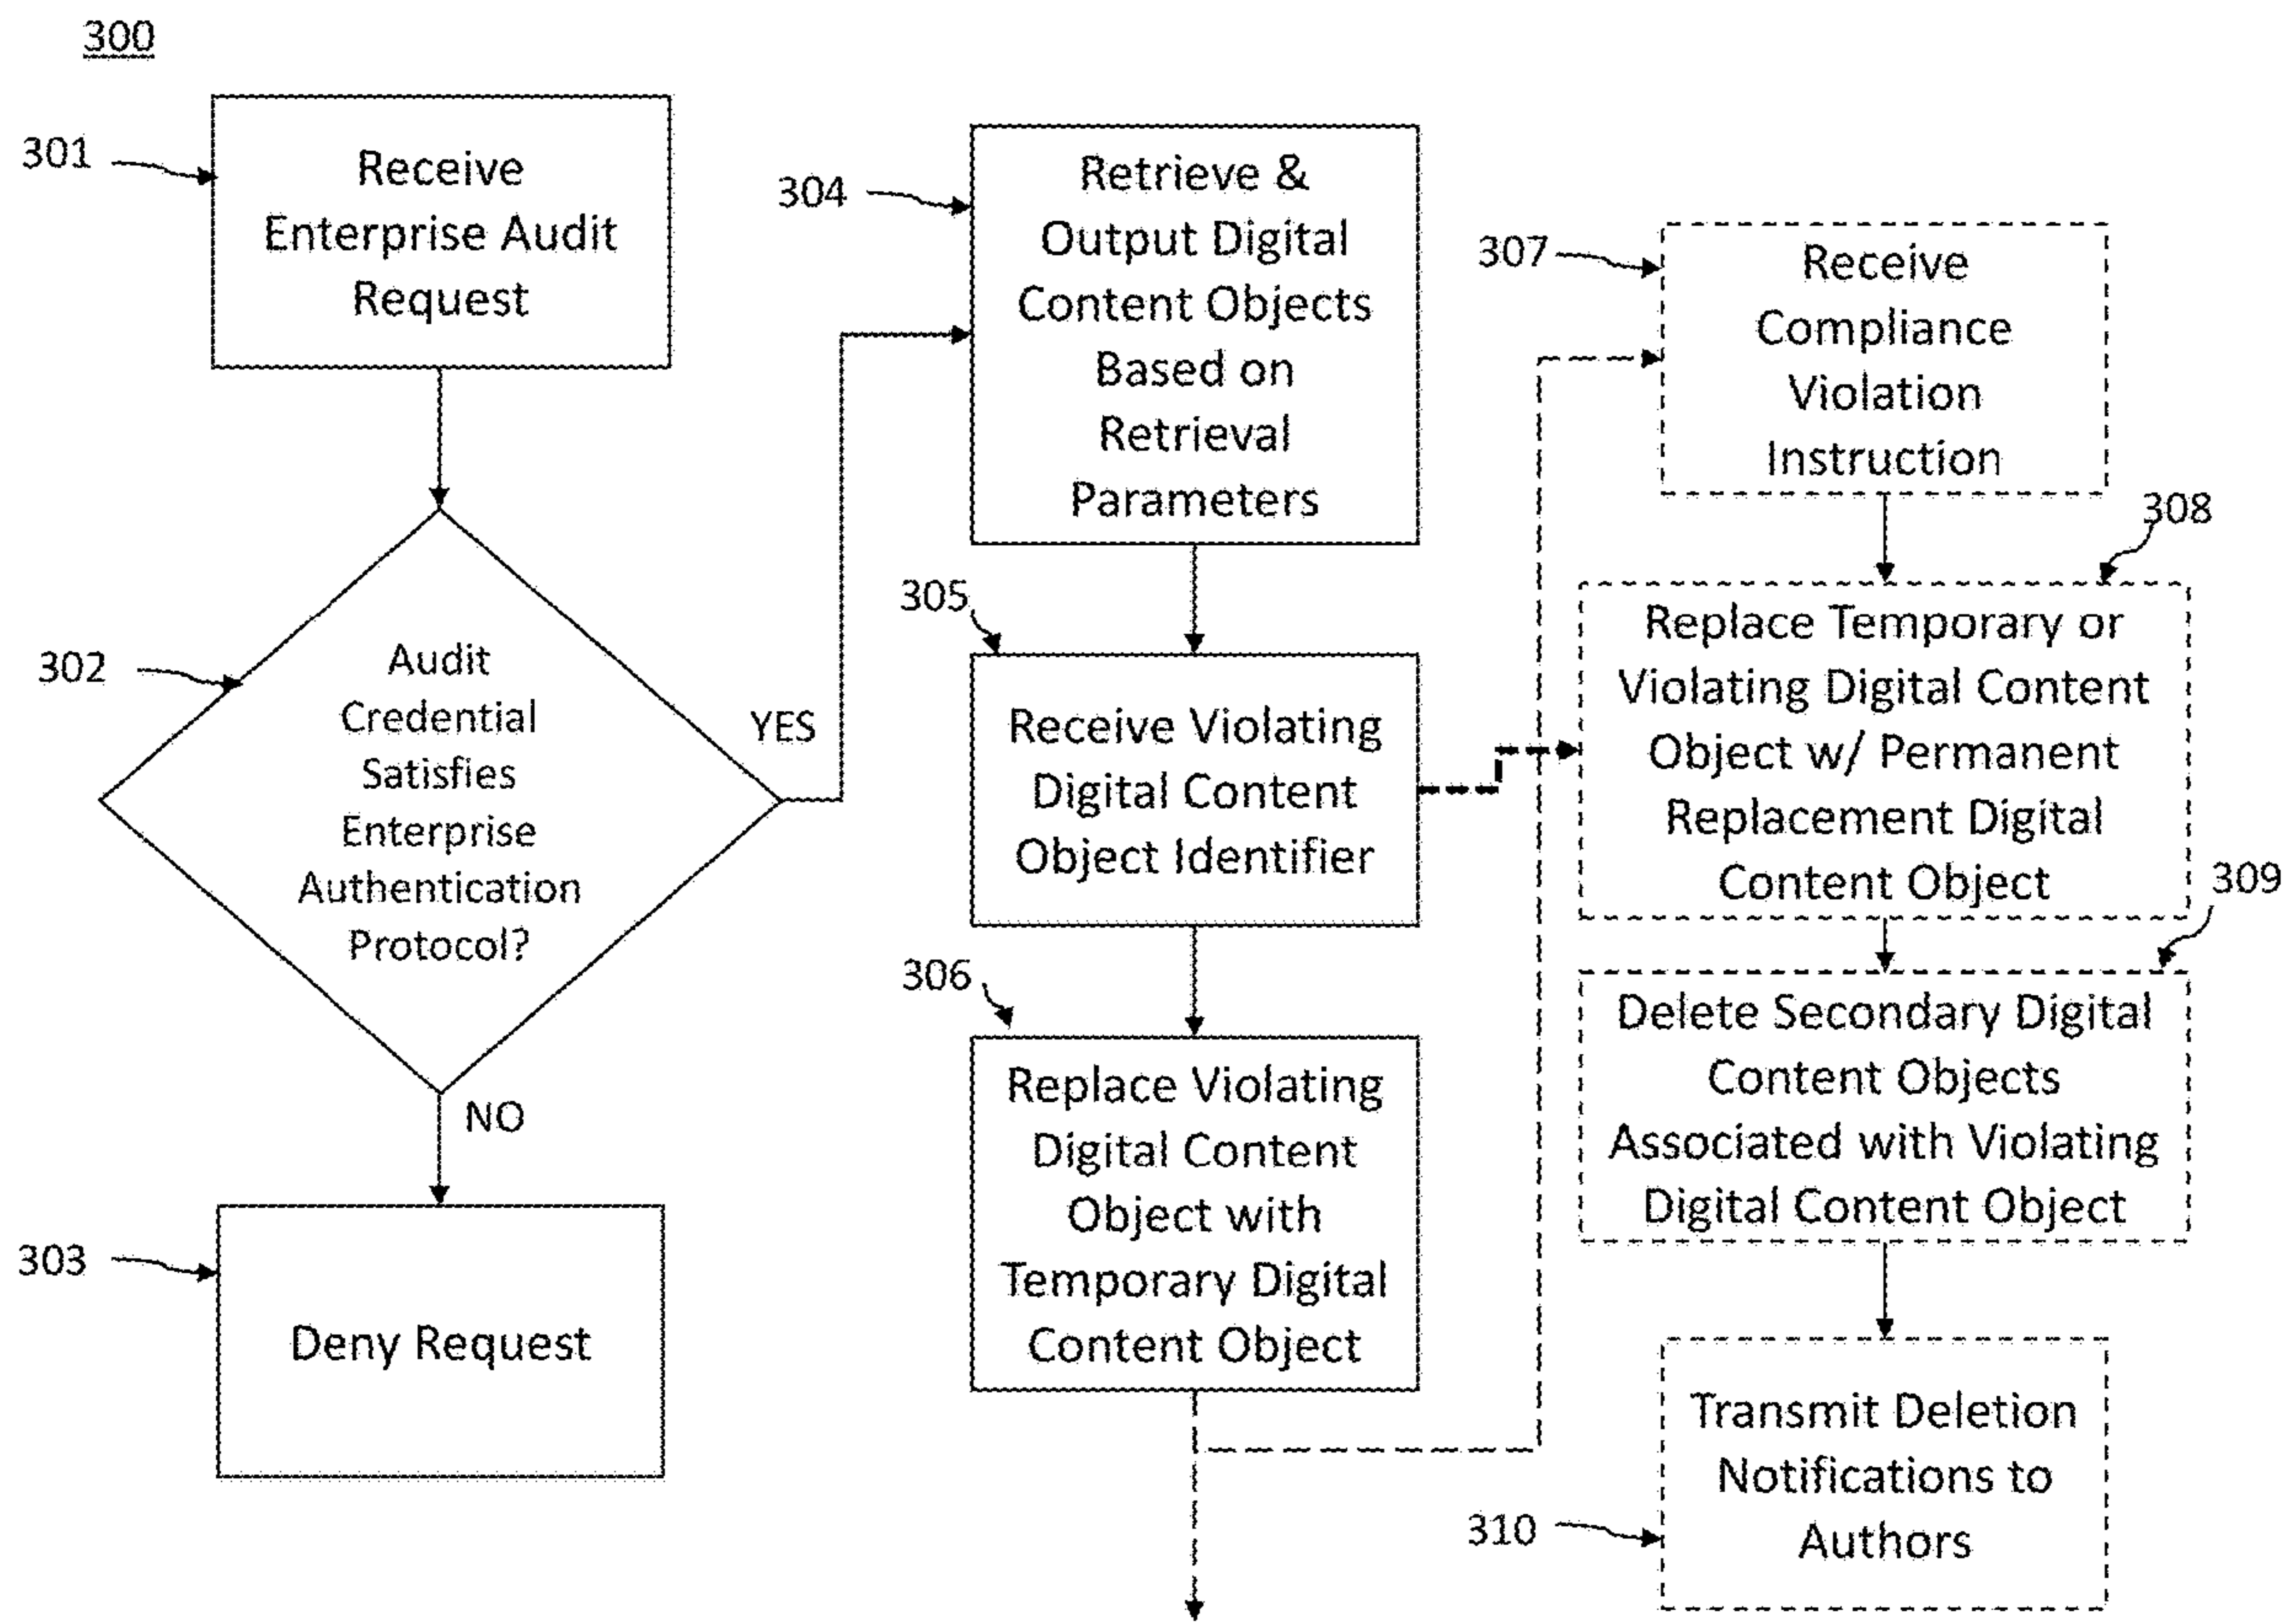 300
301
Receive
Enterprise Audit
Request
302
Audit
Credential
Satisfies
Enterprise
Authentication
Protocol?
YES
NO
303
Deny Request
304
Retrieve &
Output Digital
Content Objects
Based on
Retrieval
Parameters
305
Receive Violating
Digital Content
Object Identifier
306
Replace Violating
Digital Content
Object with
Temporary Digital
Content Object
307
Receive
Compliance
Violation
Instruction
308
Replace Temporary or
Violating Digital Content
Object w/ Permanent
Replacement Digital
Content Object
309
Delete Secondary Digital
Content Objects
Associated with Violating
Digital Content Object
310
Transmit Deletion
Notifications to
Authors